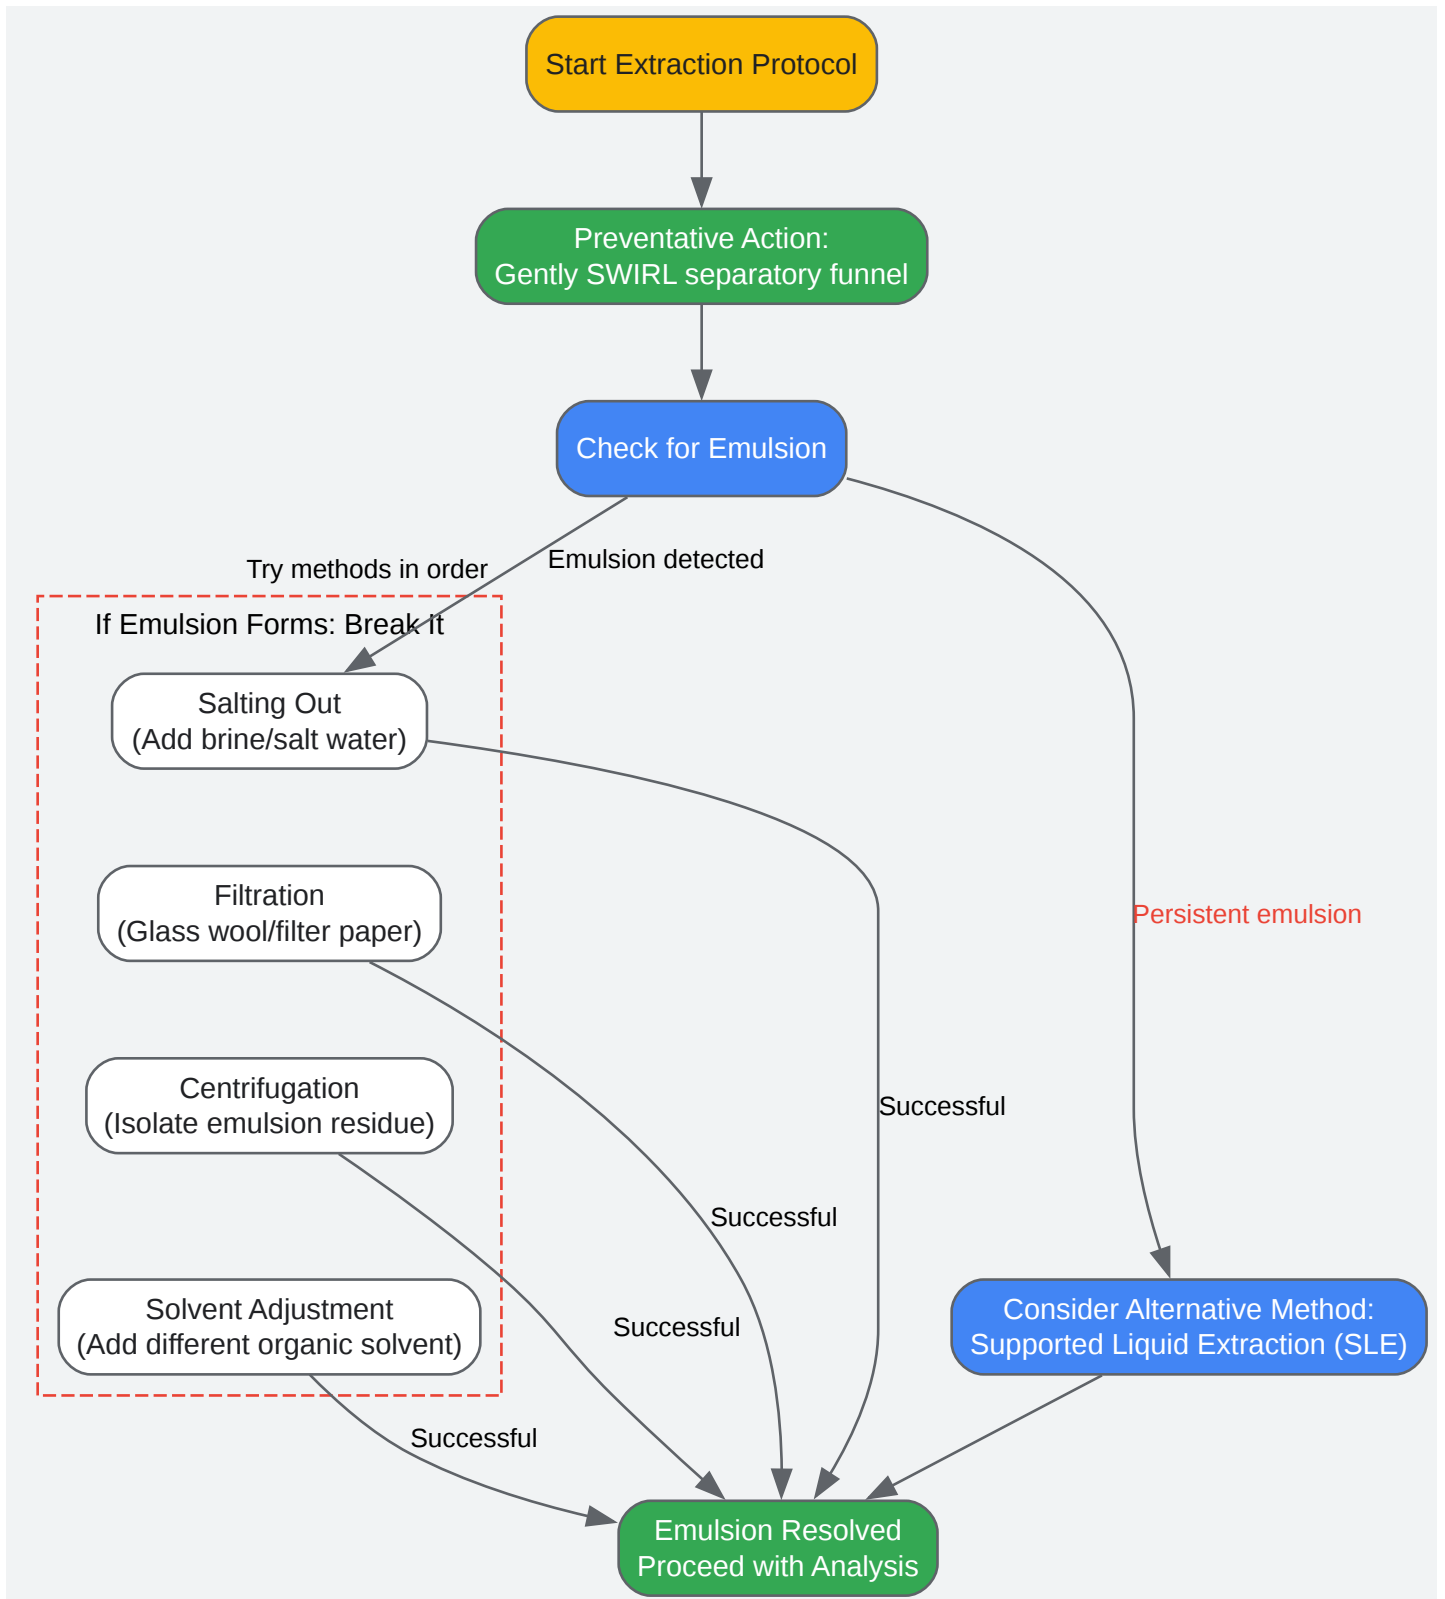 Start Extraction Protocol
Preventative Action:
Gently SWIRL separatory funnel
Check for Emulsion
Emulsion detected
Try methods in order
If Emulsion Forms: Break It
Salting Out
(Add brine/salt water)
Filtration
(Glass wool/filter paper)
Persistent emulsion
Centrifugation
(Isolate emulsion residue)
Successful
Successful
Solvent Adjustment
(Add different organic solvent)
Successful
Consider Alternative Method:
Supported Liquid Extraction (SLE)
Successful
Emulsion Resolved
Proceed with Analysis